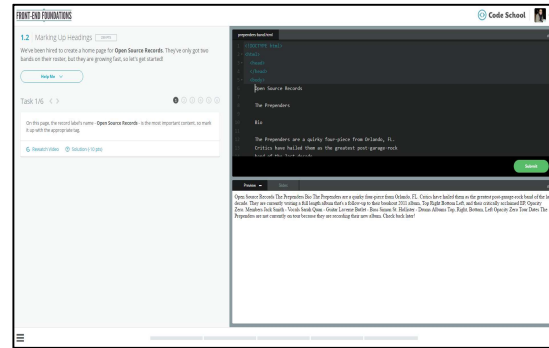 FRONT-END FOUNDATIONS
Code School
1.2 Marking Up Headings
We've been hired to create a home page for Open Source Records. They've only got two
bands on their roster, but they are growing fast, so let's get started!
Help Me
Task 1/6 < >
On this page, the record label's name - Open Source Records - is the most important content, so mark
it up with the appropriate tag.
Research Video
Solution (-10 pts)
prependers-band.html
<!DOCTYPE html>
<html>
<head>
</head>
<body>
Open Source Records
The Prependers
Bio
The Prependers are a quirky four-piece from Orlando, FL.
Critics have hailed them as the greatest post-garage-rock
band of the last decade.
Submit
Preview
Open Source Records The Prependers Bio The Prependers are a quirky four-piece from Orlando, FL. Critics have hailed them as the greatest post-garage-rock band of the
decade. They are currently writing a full length album that's a follow-up to their breakout 2011 album, Top Right Bottom Left, and their critically acclaimed EP, Opacity
Zero. Members Jack Smith - Vocals Sarah Quan - Guitar Laverne Butler - Bass Simon St. Hollister - Drums Albums Top, Right, Bottom, Left Opacity Zero Tour Dates The
Prependers are not currently on tour because they are recording their new album. Check back later!